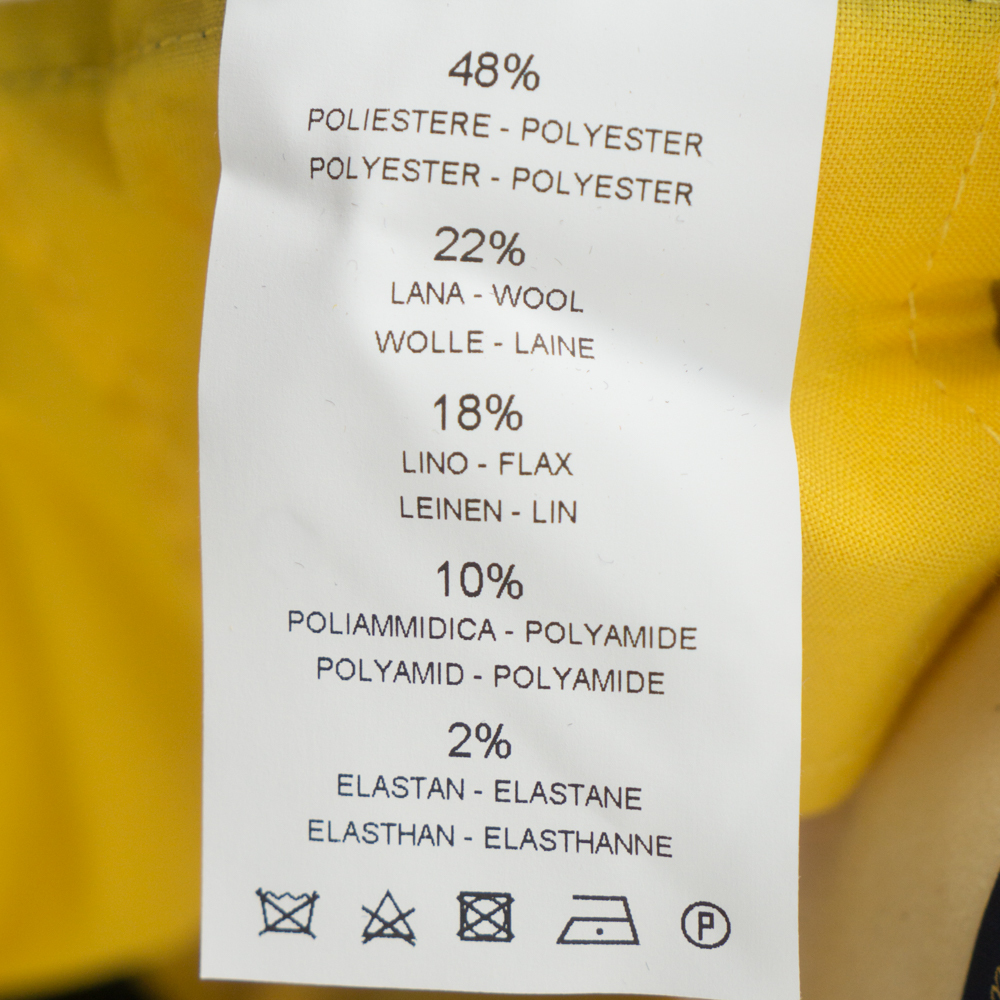 48%
POLIESTERE - POLYESTER
POLYESTER - POLYESTER
22%
LANA - WOOL
WOLLE - LAINE
18%
LINO - FLAX
LEINEN - LIN
10%
POLIAMMIDICA - POLYAMIDE
POLYAMID - POLYAMIDE
2%
ELASTAN - ELASTANE
ELASTHAN - ELASTHANNE
P